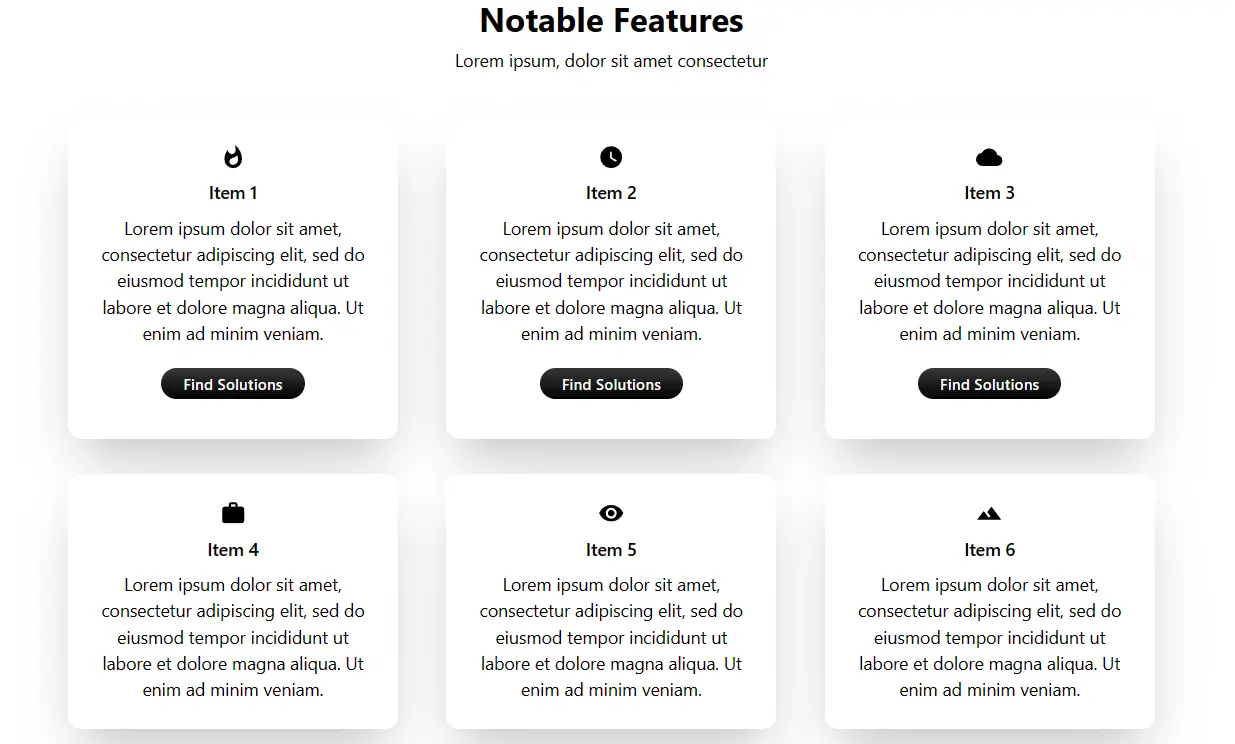 Notable Features
Lorem ipsum, dolor sit amet consectetur
Item 1
Lorem ipsum dolor sit amet,
consectetur adipiscing elit, sed do
eiusmod tempor incididunt ut
labore et dolore magna aliqua. Ut
enim ad minim veniam.
Find Solutions
Item 2
Lorem ipsum dolor sit amet,
consectetur adipiscing elit, sed do
eiusmod tempor incididunt ut
labore et dolore magna aliqua. Ut
enim ad minim veniam.
Find Solutions
Item 3
Lorem ipsum dolor sit amet,
consectetur adipiscing elit, sed do
eiusmod tempor incididunt ut
labore et dolore magna aliqua. Ut
enim ad minim veniam.
Find Solutions
Item 4
Lorem ipsum dolor sit amet,
consectetur adipiscing elit, sed do
eiusmod tempor incididunt ut
labore et dolore magna aliqua. Ut
enim ad minim veniam.
Item 5
Lorem ipsum dolor sit amet,
consectetur adipiscing elit, sed do
eiusmod tempor incididunt ut
labore et dolore magna aliqua. Ut
enim ad minim veniam.
Item 6
Lorem ipsum dolor sit amet,
consectetur adipiscing elit, sed do
eiusmod tempor incididunt ut
labore et dolore magna aliqua. Ut
enim ad minim veniam.